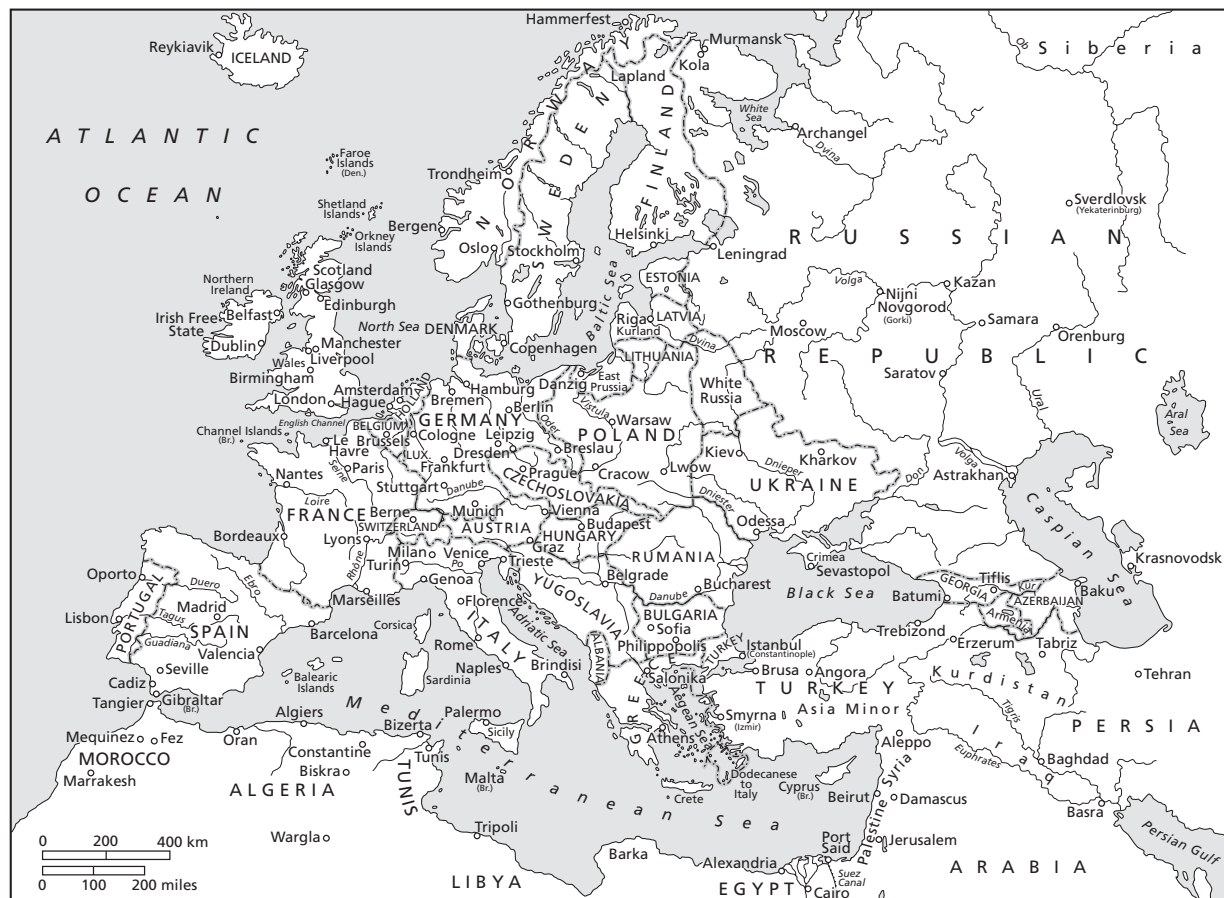 Hammerfest
Reykiavik
ICELAND
Murmansk
Kola
Lapland
Ob
Siberia
ATLANTIC
OCEAN
White
Sea
Archangel
Dvina
Faroe
Islands
(Den.)
Trondheim
NORWAY
SWEDEN
FINLAND
Sverdlovsk
(Yekaterinburg)
Shetland
Islands
Orkney
Islands
Bergen
Oslo
Stockholm
Helsinki
Leningrad
RUSSIAN
Scotland
Glasgow
Edinburgh
Northern
Ireland
Belfast
Irish Free
State
Dublin
North Sea
DENMARK
Gothenburg
Copenhagen
Baltic Sea
ESTONIA
Riga
LATVIA
Kurland
LITHUANIA
Dvina
Volga
Nijni
Novgorod
(Gorki)
Kazan
Moscow
Samara
Orenburg
REPUBLIC
Saratov
Ural
Aral
Sea
Manchester
Liverpool
Wales
Birmingham
London
English Channel
Channel Islands
(Br.)
Amsterdam
Hague
HOLLAND
Bremen
Hamburg
Berlin
GERMANY
Danzig
East
Prussia
Vistula
Oder
Warsaw
POLAND
White
Russia
BELGIUM
Brussels
LUX.
Cologne
Leipzig
Dresden
Breslau
Frankfurt
Prague
Cracow
Lwow
Kiev
Dnieper
Kharkov
UKRAINE
Don
Volga
Astrakhan
Le
Havre
Paris
Seine
Nantes
Loire
FRANCE
Stuttgart
Danube
CZECHOSLOVAKIA
Dniester
Odessa
Berne
Munich
Vienna
SWITZERLAND
AUSTRIA
Budapest
HUNGARY
Graz
RUMANIA
Crimea
Sevastopol
Caspian Sea
Krasnovodsk
Bordeaux
Lyons
Rhône
Milan
Turin
Venice
Po
Trieste
Genoa
Belgrade
Bucharest
Danube
Black Sea
GEORGIA
Tiflis
Kur
Batumi
AZERBAIJAN
Armenia
Baku
Oporto
PORTUGAL
Duero
Ebro
Madrid
Lisbon
Tagus
SPAIN
Guadiana
Valencia
Barcelona
Marseilles
Florence
Corsica
ITALY
Adriatic Sea
YUGOSLAVIA
BULGARIA
Sofia
Philippopolis
ALBANIA
TURKEY
Istanbul
(Constantinople)
Trebizond
Erzerum
Tabriz
Seville
Cadiz
Tangier
Gibraltar
(Br.)
Balearic
Islands
Rome
Sardinia
Naples
Brindisi
GREECE
Salonika
Brusa
Angora
TURKEY
Asia Minor
Kurdistan
Tehran
Mediterranean Sea
Algiers
Bizerta
Palermo
Sicily
Aegean Sea
Athens
Smyrna
(Izmir)
Tigris
PERSIA
Mequinez
Fez
MOROCCO
Marrakesh
Oran
Constantine
Biskra
ALGERIA
Tunis
TUNIS
Malta
(Br.)
Crete
Dodecanese
to
Italy
Cyprus
(Br.)
Aleppo
Syria
Euphrates
Iraq
Baghdad
Beirut
Damascus
Basra
Persian Gulf
0 200 400 km
0 100 200 miles
Wargla
Tripoli
Barka
LIBYA
Alexandria
Port
Said
Palestine
Jerusalem
EGYPT
Suez
Canal
Cairo
ARABIA